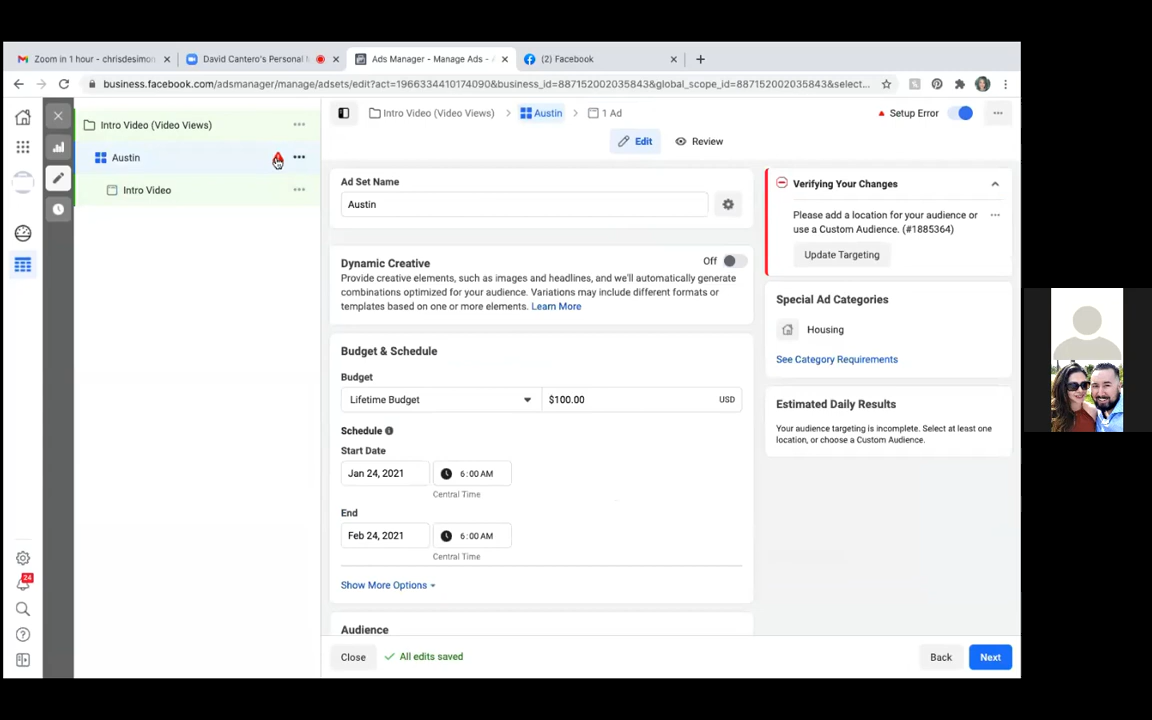 Zoom in 1 hour - chrisdesimon
David Cantero's Personal
Ads Manager - Manage Ads - 
(2) Facebook
business.facebook.com/adsmanager/manage/adsets/edit?act=1966334410174090&business_id=887152002035843&global_scope_id=887152002035843&select...
Intro Video (Video Views)
Austin
Intro Video
24
Intro Video (Video Views) > Austin > 1 Ad
Setup Error
Edit
Review
Ad Set Name
Austin
Dynamic Creative
Off
Provide creative elements, such as images and headlines, and we'll automatically generate
combinations optimized for your audience. Variations may include different formats or
templates based on one or more elements. Learn More
Budget & Schedule
Budget
Lifetime Budget
$100.00
USD
Schedule
Start Date
Jan 24, 2021
6:00 AM
Central Time
End
Feb 24, 2021
6:00 AM
Central Time
Show More Options
Audience
Verifying Your Changes
Please add a location for your audience or
use a Custom Audience. (#1885364)
Update Targeting
Special Ad Categories
Housing
See Category Requirements
Estimated Daily Results
Your audience targeting is incomplete. Select at least one
location, or choose a Custom Audience.
Close
All edits saved
Back
Next